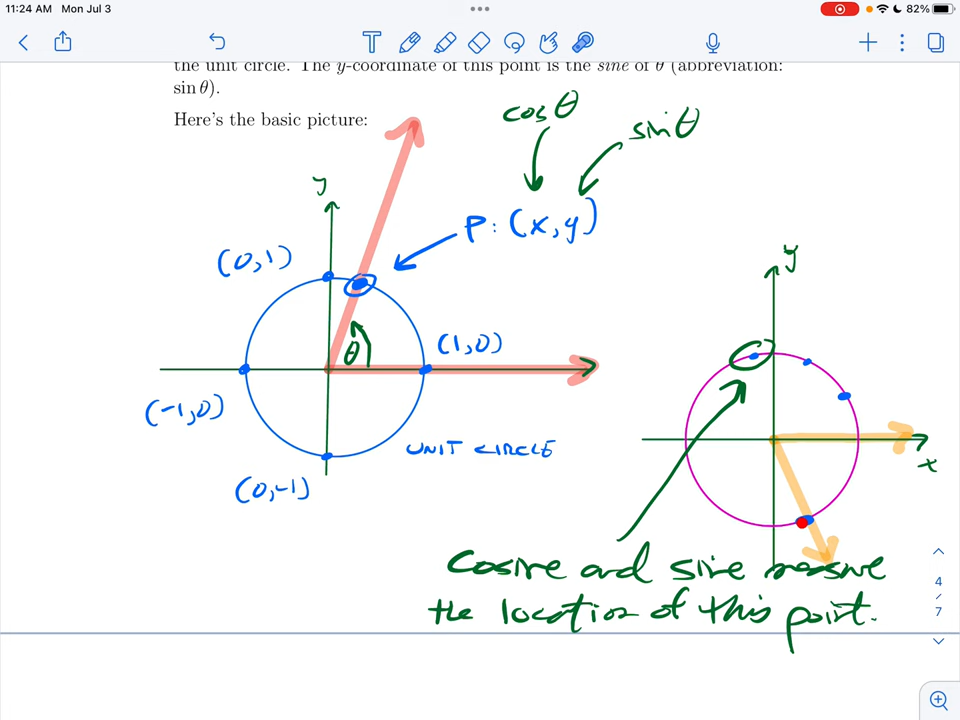 11:24 AM Mon Jul 3
82%
T
the unit circle. The y-coordinate of this point is the sine of θ (abbreviation:
sin θ).
Here's the basic picture:
cos θ
sin θ
y
P: (x, y)
(0,1)
y
θ
(1,0)
(-1,0)
UNIT CIRCLE
x
(0,-1)
Cosine and sine measure
the location of this point.
4
/
7